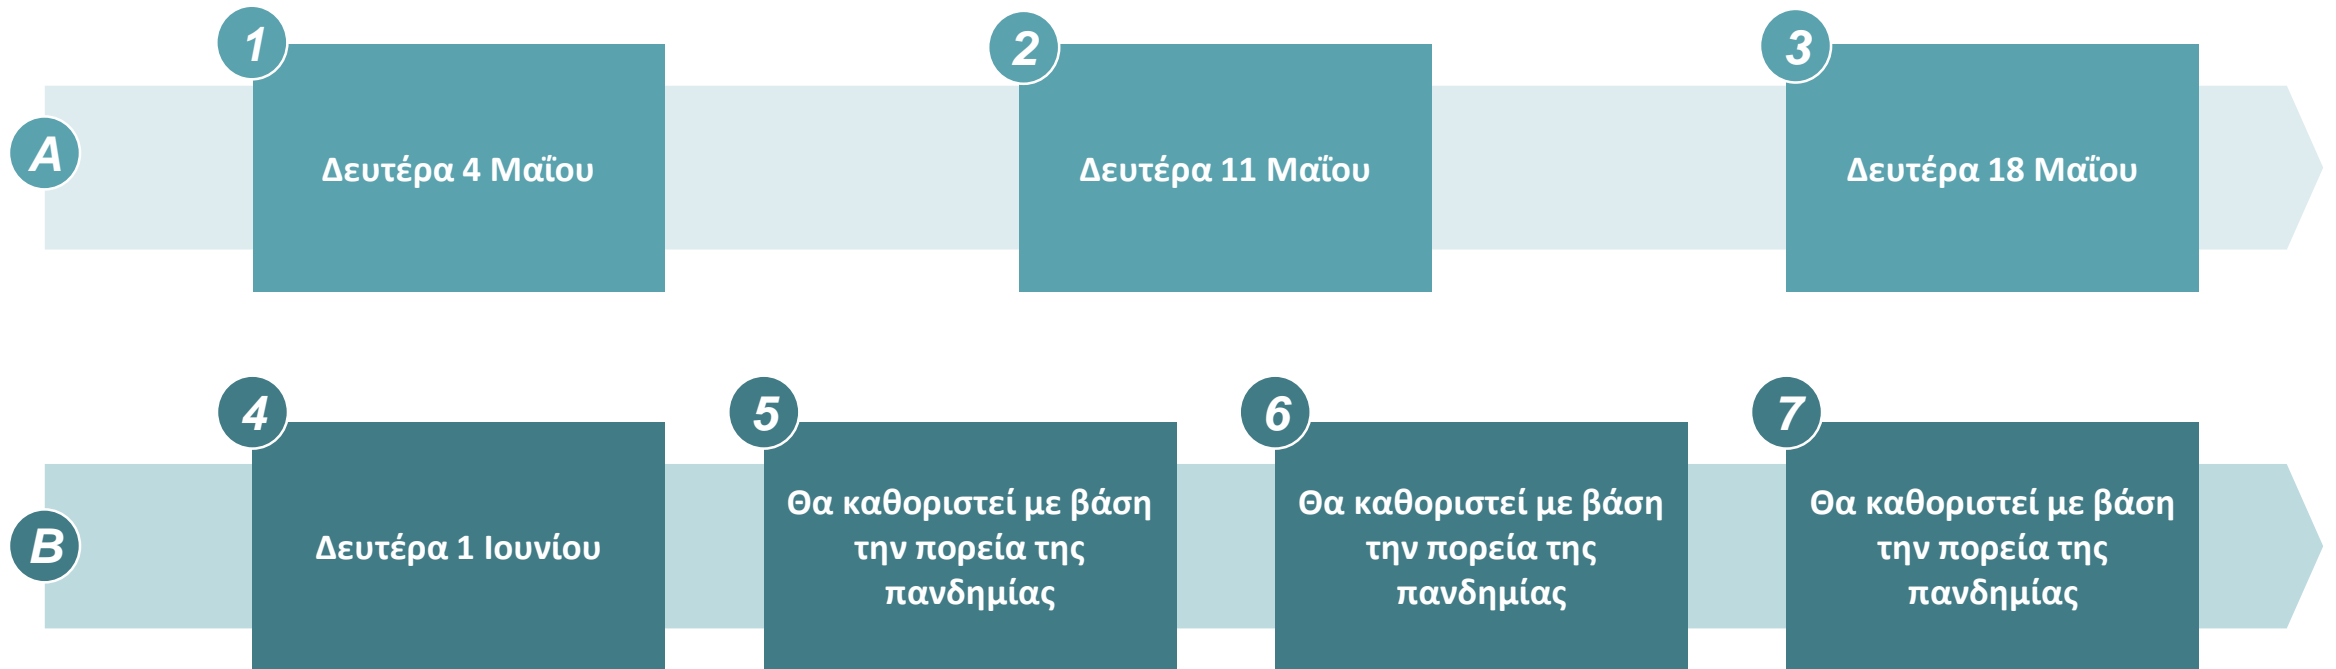 1
2
3
A
Δευτέρα 4 Μαΐου
Δευτέρα 11 Μαΐου
Δευτέρα 18 Μαΐου
4
5
6
7
B
Δευτέρα 1 Ιουνίου
Θα καθοριστεί με βάση
την πορεία της
πανδημίας
Θα καθοριστεί με βάση
την πορεία της
πανδημίας
Θα καθοριστεί με βάση
την πορεία της
πανδημίας